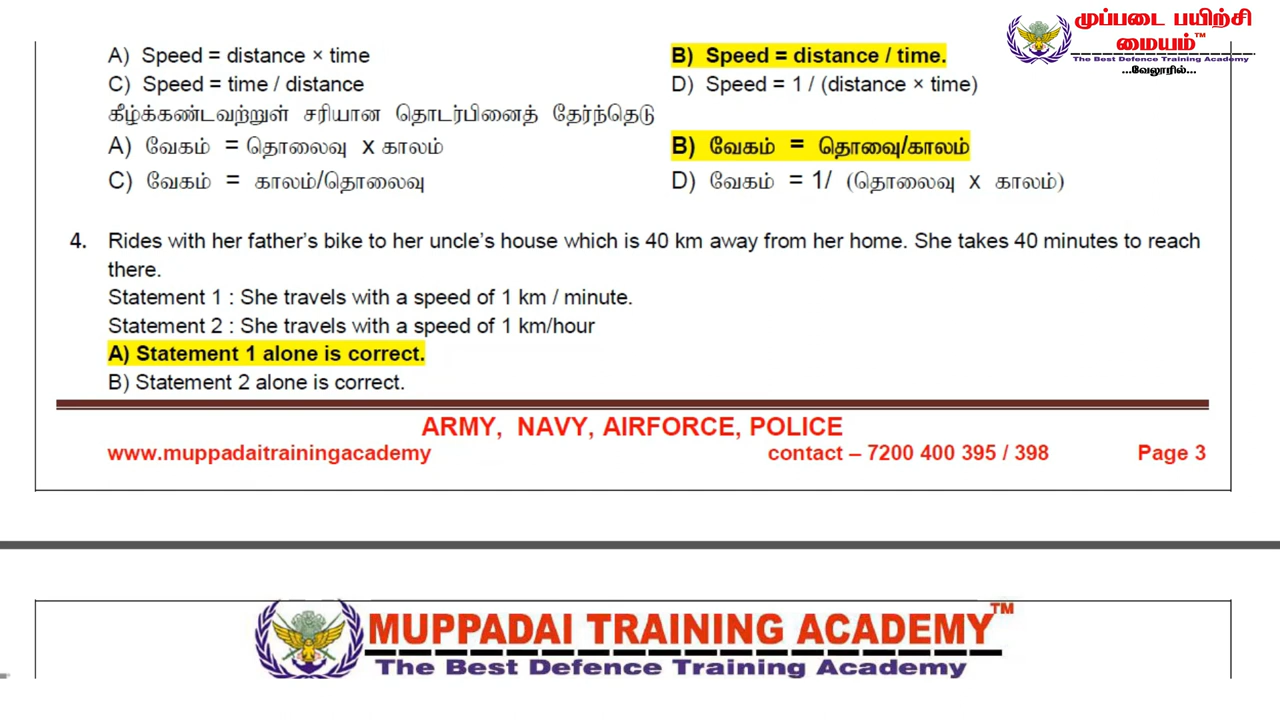 முப்படை பயிற்சி
மையம்™
The Best Defence Training Academy
...வேலூரில்...
A) Speed = distance × time
B) Speed = distance / time.
C) Speed = time / distance
D) Speed = 1 / (distance × time)
கீழ்க்கண்டவற்றுள் சரியான தொடர்பினைத் தேர்ந்தெடு
A) வேகம் = தொலைவு x காலம்
B) வேகம் = தொவை/காலம்
C) வேகம் = காலம்/தொலைவு
D) வேகம் = 1/ (தொலைவு x காலம்)
4. Rides with her father's bike to her uncle's house which is 40 km away from her home. She takes 40 minutes to reach
there.
Statement 1 : She travels with a speed of 1 km / minute.
Statement 2 : She travels with a speed of 1 km/hour
A) Statement 1 alone is correct.
B) Statement 2 alone is correct.
ARMY, NAVY, AIRFORCE, POLICE
www.muppadaitrainingacademy contact – 7200 400 395 / 398 Page 3
MUPPADAI TRAINING ACADEMY™
The Best Defence Training Academy